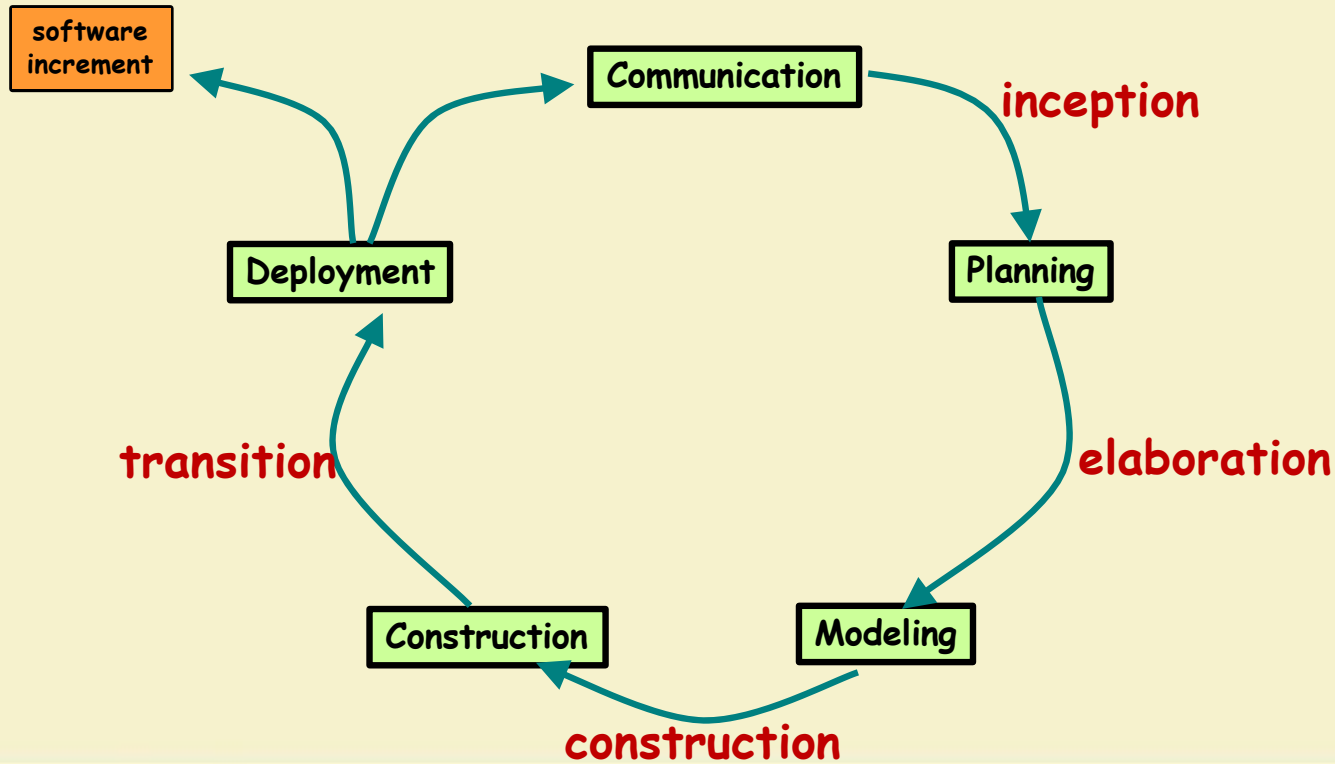 software
increment
Communication
inception
Deployment
Planning
transition
elaboration
Construction
Modeling
construction